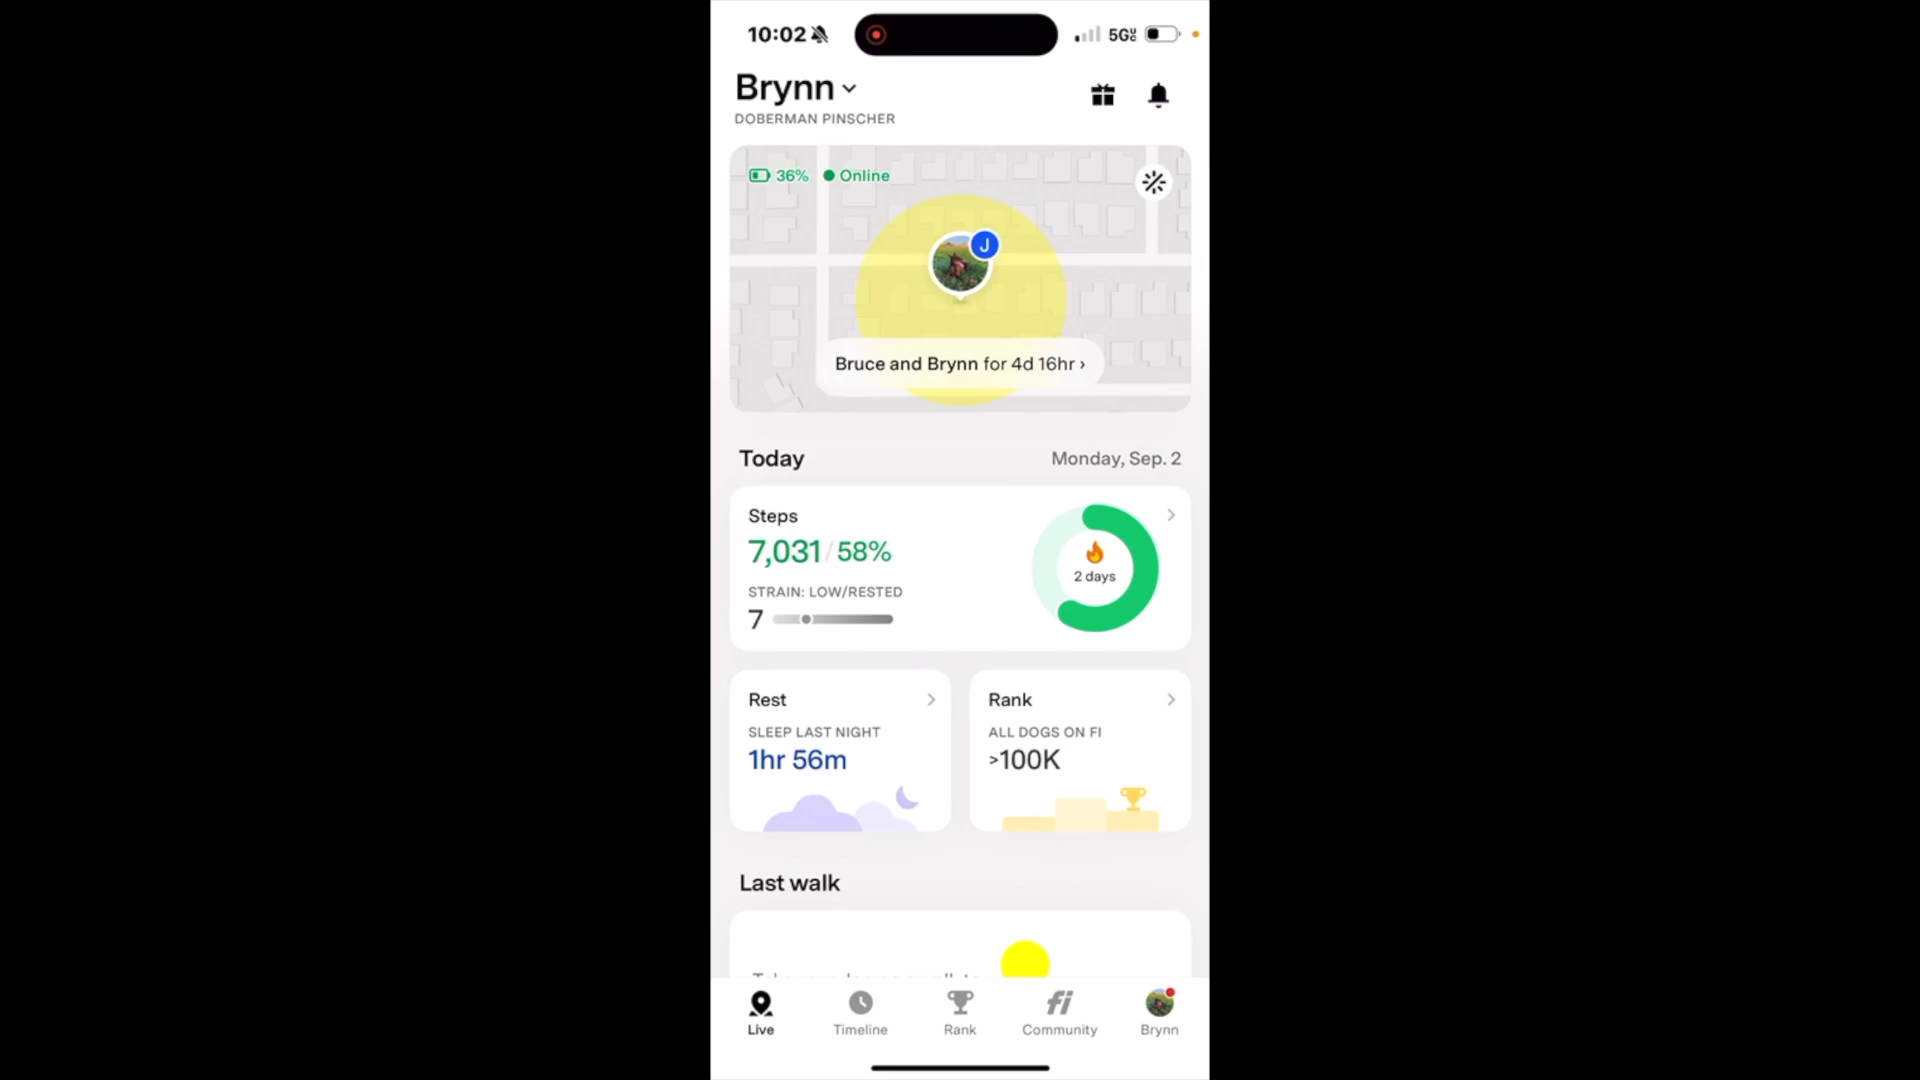 10:02
5G
Brynn
DOBERMAN PINSCHER
36% Online
J
Bruce and Brynn for 4d 16hr ›
Today
Monday, Sep. 2
Steps
7,031 / 58%
2 days
STRAIN: LOW/RESTED
7
Rest
SLEEP LAST NIGHT
1hr 56m
Rank
ALL DOGS ON FI
>100K
Last walk
Live
Timeline
Rank
fi
Community
Brynn